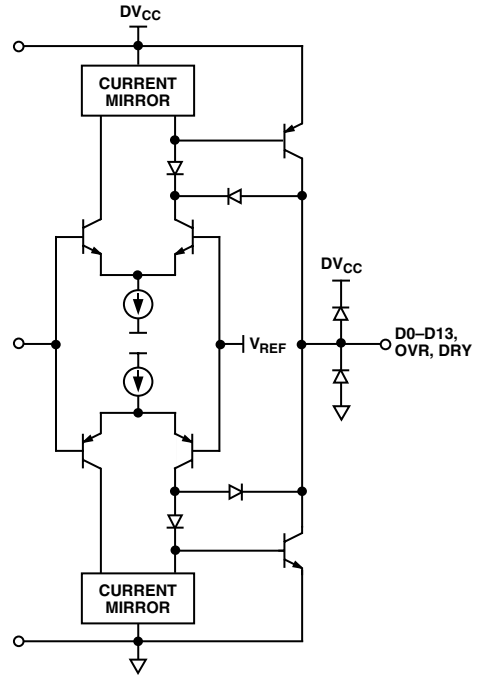 DVCC
CURRENT
MIRROR
DVCC
VREF
D0–D13,
OVR, DRY
CURRENT
MIRROR